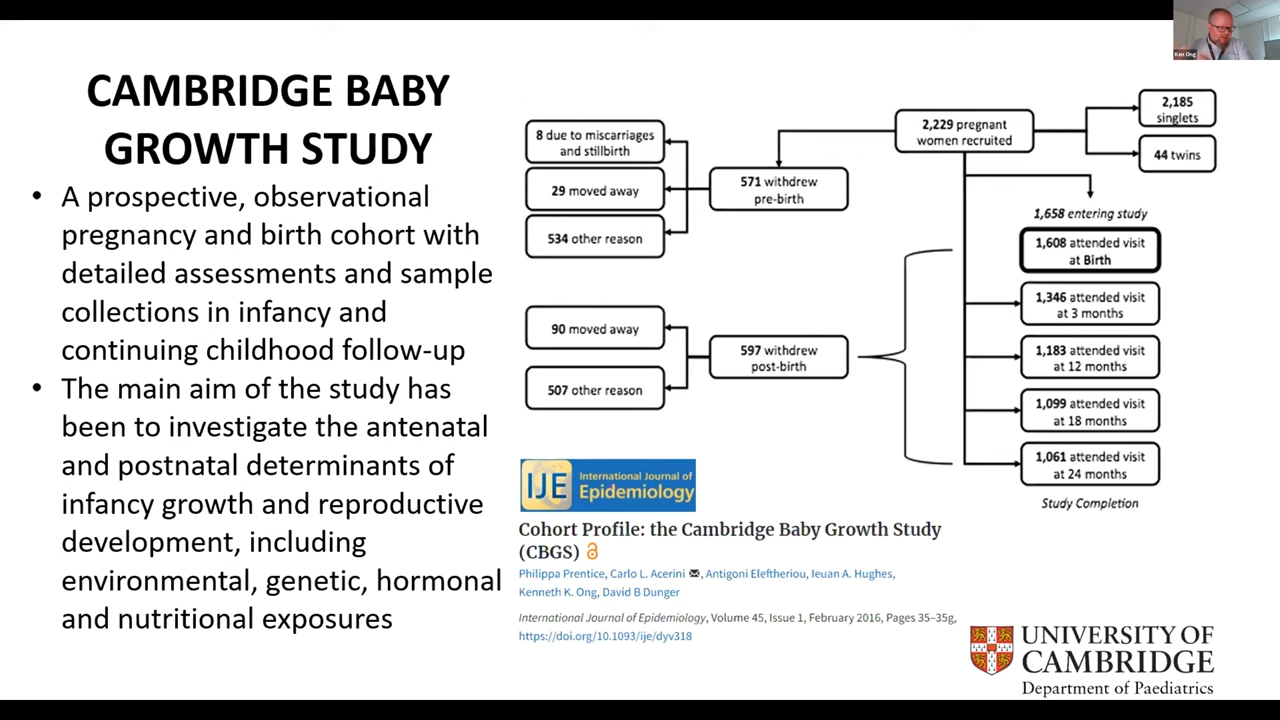 CAMBRIDGE BABY
GROWTH STUDY
• A prospective, observational
pregnancy and birth cohort with
detailed assessments and sample
collections in infancy and
continuing childhood follow-up
• The main aim of the study has
been to investigate the antenatal
and postnatal determinants of
infancy growth and reproductive
development, including
environmental, genetic, hormonal
and nutritional exposures
8 due to miscarriages
and stillbirth
29 moved away
534 other reason
571 withdrew
pre-birth
2,229 pregnant
women recruited
2,185
singlets
44 twins
1,658 entering study
1,608 attended visit
at Birth
1,346 attended visit
at 3 months
1,183 attended visit
at 12 months
1,099 attended visit
at 18 months
1,061 attended visit
at 24 months
Study Completion
90 moved away
507 other reason
597 withdrew
post-birth
IJE
International Journal of
Epidemiology
Cohort Profile: the Cambridge Baby Growth Study
(CBGS)
Philippa Prentice, Carlo L. Acerini ✉, Antigoni Eleftheriou, Ieuan A. Hughes,
Kenneth K. Ong, David B Dunger
International Journal of Epidemiology, Volume 45, Issue 1, February 2016, Pages 35–35g,
https://doi.org/10.1093/ije/dyv318
UNIVERSITY OF
CAMBRIDGE
Department of Paediatrics
Ken Ong